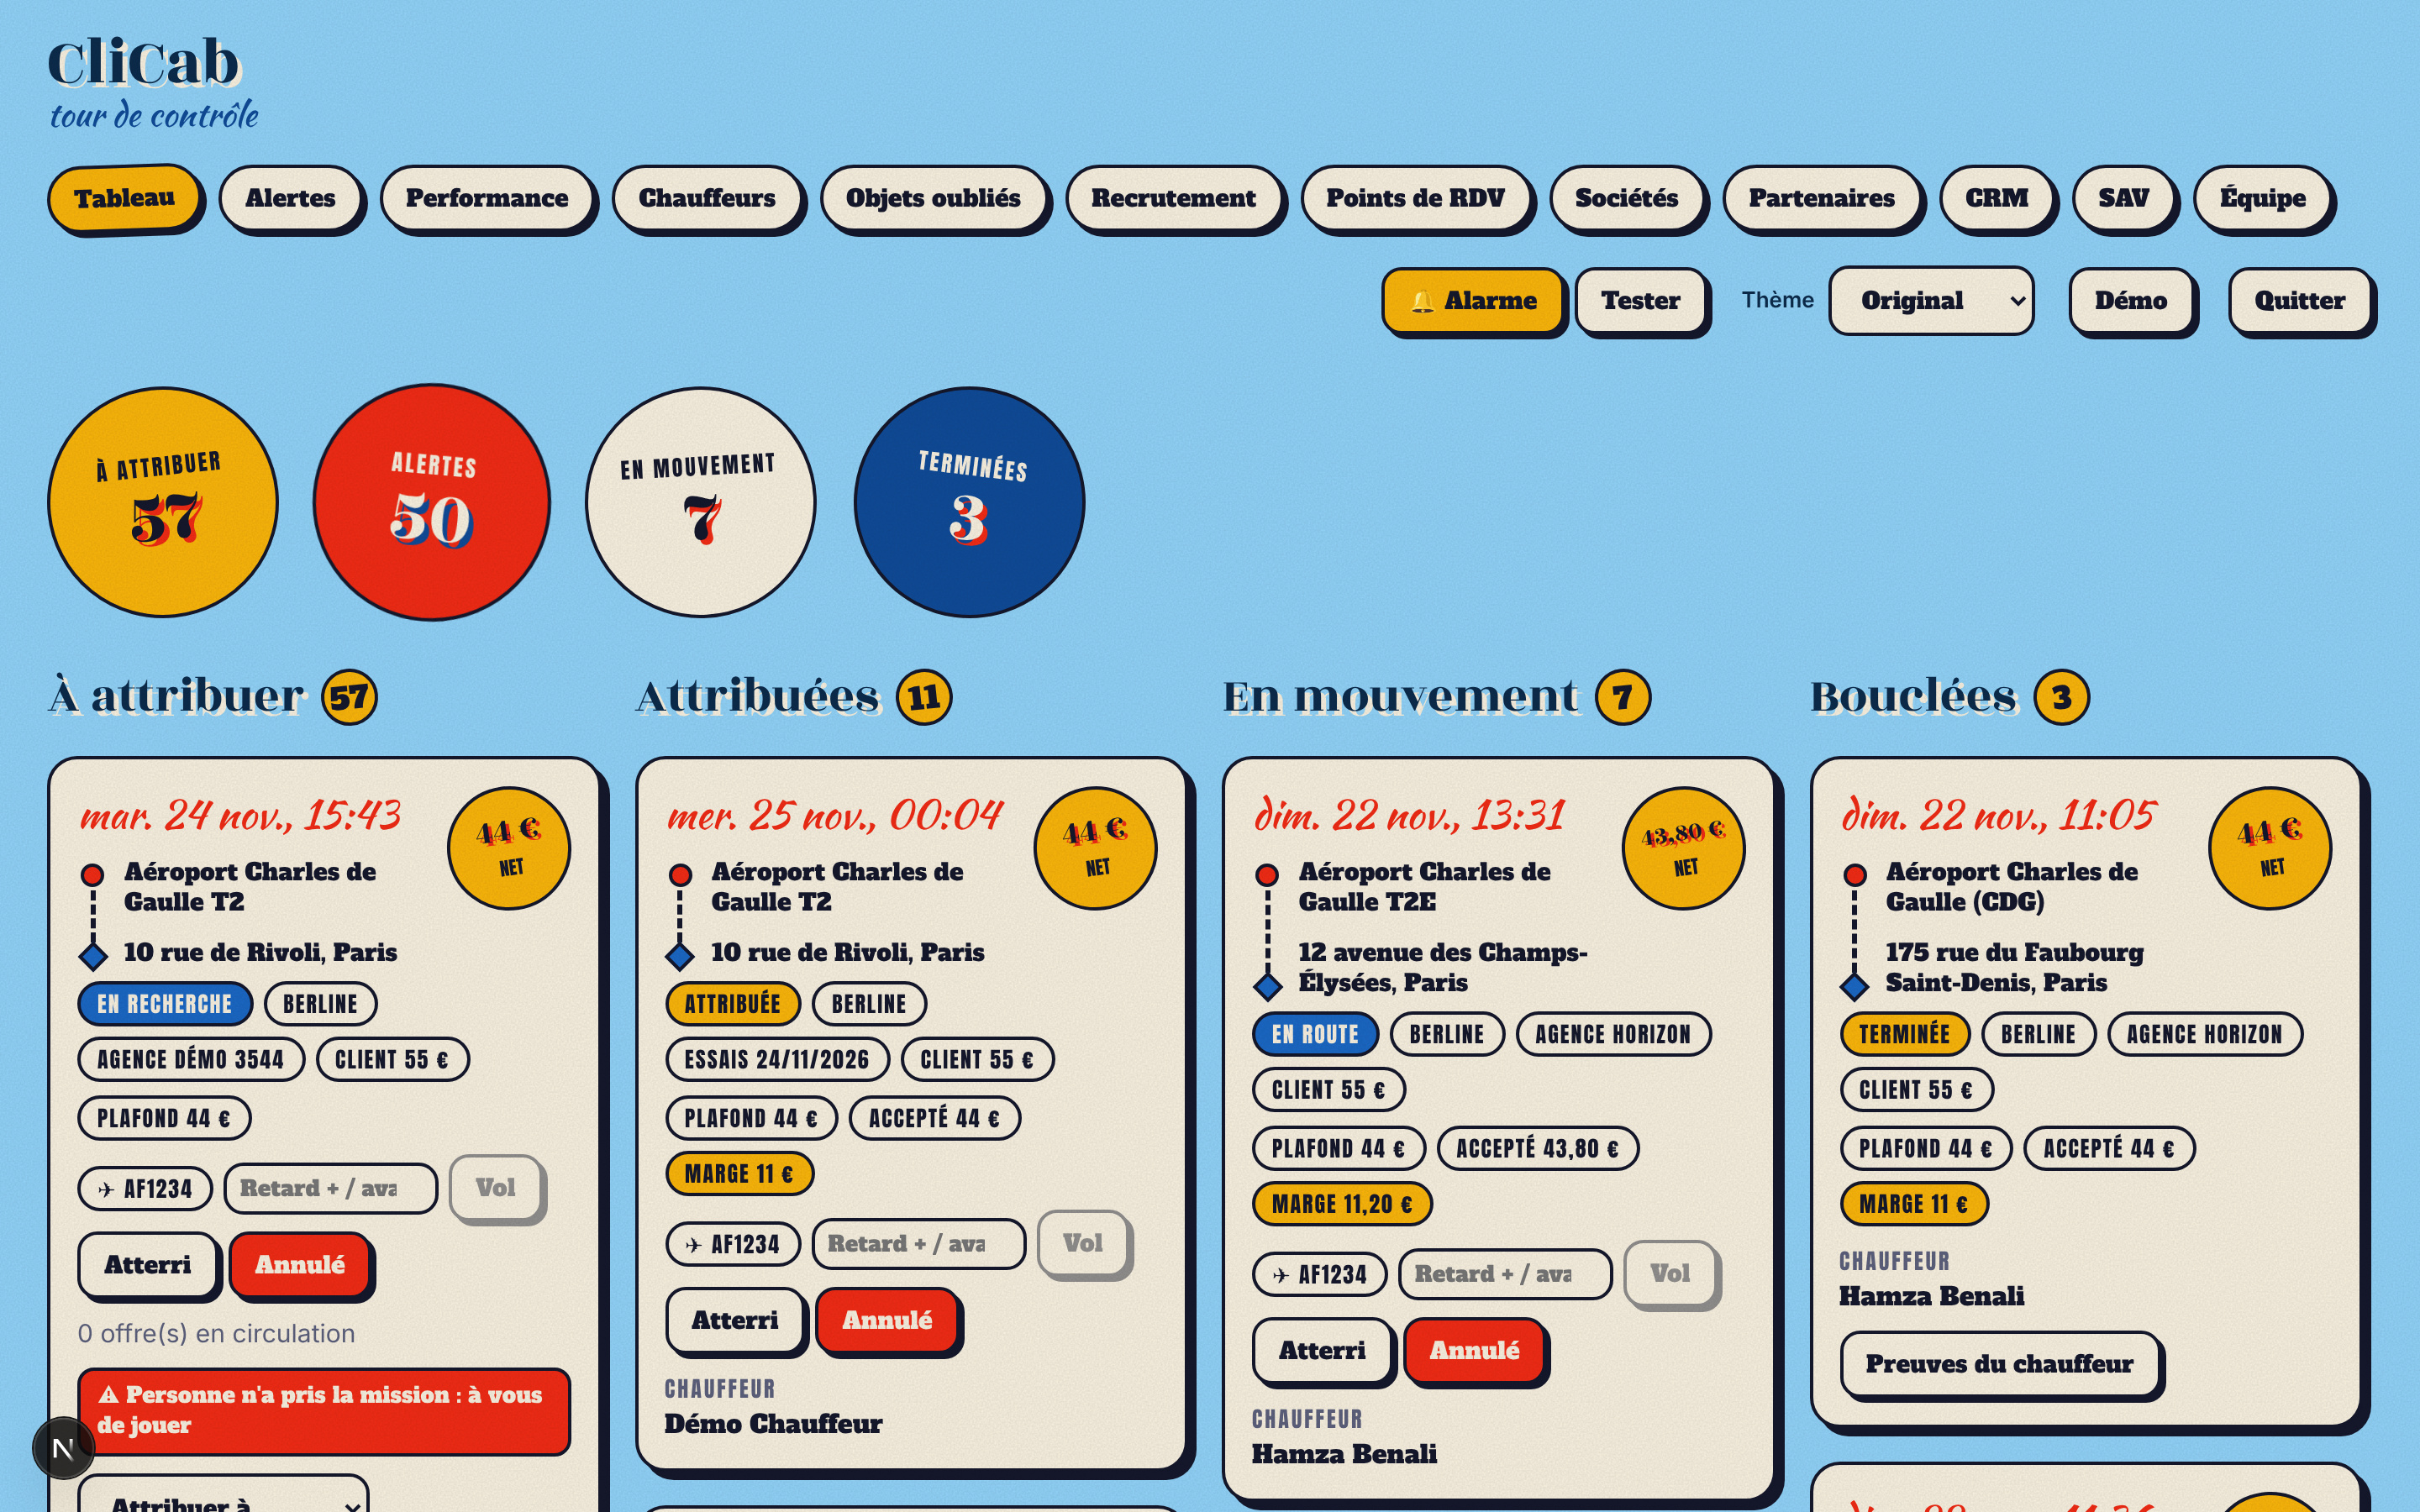 CliCab
tour de contrôle
Tableau
Alertes
Performance
Chauffeurs
Objets oubliés
Recrutement
Points de RDV
Sociétés
Partenaires
CRM
SAV
Équipe
🔔 Alarme
Tester
Thème
Original
Démo
Quitter
À ATTRIBUER
57
ALERTES
50
EN MOUVEMENT
7
TERMINÉES
3
À attribuer 57
mar. 24 nov., 15:43
44 €
NET
Aéroport Charles de
Gaulle T2
10 rue de Rivoli, Paris
EN RECHERCHE
BERLINE
AGENCE DÉMO 3544
CLIENT 55 €
PLAFOND 44 €
✈ AF1234
Retard + / ava
Vol
Atterri
Annulé
0 offre(s) en circulation
⚠ Personne n'a pris la mission : à vous
de jouer
N
Attribuer à
Attribuées 11
mer. 25 nov., 00:04
44 €
NET
Aéroport Charles de
Gaulle T2
10 rue de Rivoli, Paris
ATTRIBUÉE
BERLINE
ESSAIS 24/11/2026
CLIENT 55 €
PLAFOND 44 €
ACCEPTÉ 44 €
MARGE 11 €
✈ AF1234
Retard + / ava
Vol
Atterri
Annulé
CHAUFFEUR
Démo Chauffeur
En mouvement 7
dim. 22 nov., 13:31
43,80 €
NET
Aéroport Charles de
Gaulle T2E
12 avenue des Champs-
Élysées, Paris
EN ROUTE
BERLINE
AGENCE HORIZON
CLIENT 55 €
PLAFOND 44 €
ACCEPTÉ 43,80 €
MARGE 11,20 €
✈ AF1234
Retard + / ava
Vol
Atterri
Annulé
CHAUFFEUR
Hamza Benali
Bouclées 3
dim. 22 nov., 11:05
44 €
NET
Aéroport Charles de
Gaulle (CDG)
175 rue du Faubourg
Saint-Denis, Paris
TERMINÉE
BERLINE
AGENCE HORIZON
CLIENT 55 €
PLAFOND 44 €
ACCEPTÉ 44 €
MARGE 11 €
CHAUFFEUR
Hamza Benali
Preuves du chauffeur